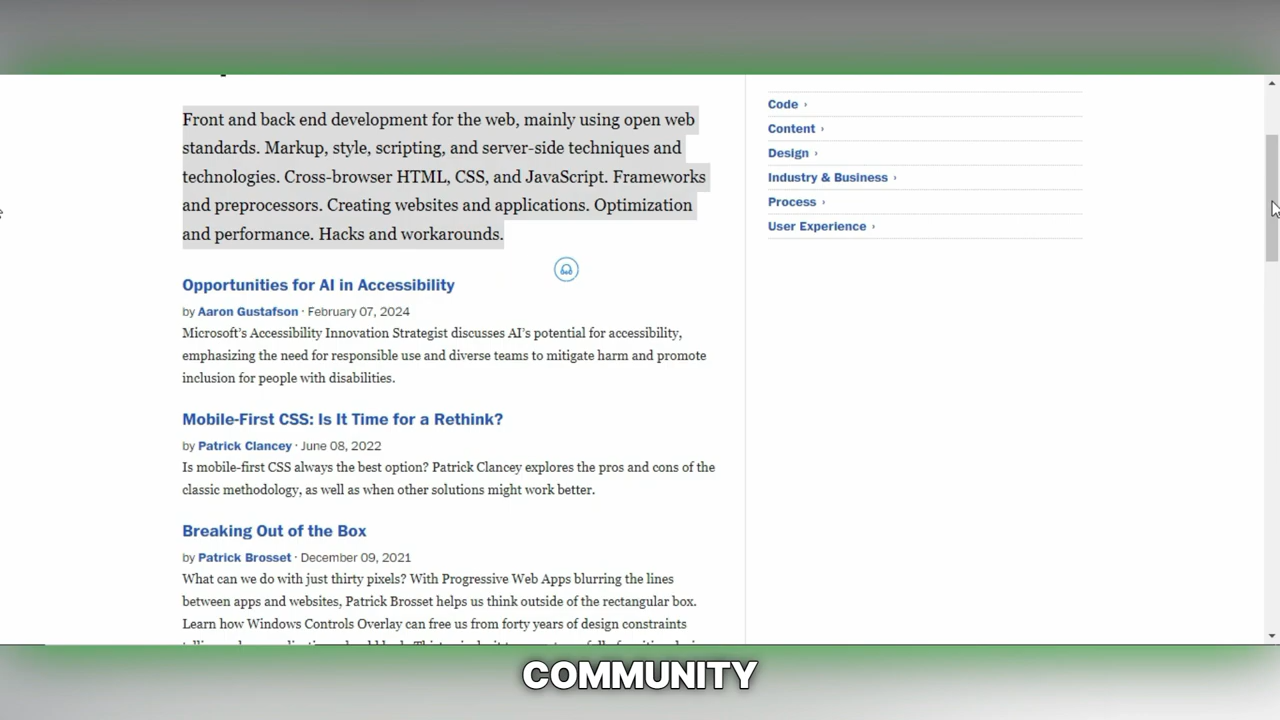 Front and back end development for the web, mainly using open web
standards. Markup, style, scripting, and server-side techniques and
technologies. Cross-browser HTML, CSS, and JavaScript. Frameworks
and preprocessors. Creating websites and applications. Optimization
and performance. Hacks and workarounds.
Opportunities for AI in Accessibility
by Aaron Gustafson · February 07, 2024
Microsoft’s Accessibility Innovation Strategist discusses AI’s potential for accessibility,
emphasizing the need for responsible use and diverse teams to mitigate harm and promote
inclusion for people with disabilities.
Mobile-First CSS: Is It Time for a Rethink?
by Patrick Clancey · June 08, 2022
Is mobile-first CSS always the best option? Patrick Clancey explores the pros and cons of the
classic methodology, as well as when other solutions might work better.
Breaking Out of the Box
by Patrick Brosset · December 09, 2021
What can we do with just thirty pixels? With Progressive Web Apps blurring the lines
between apps and websites, Patrick Brosset helps us think outside of the rectangular box.
Learn how Windows Controls Overlay can free us from forty years of design constraints
Code ›
Content ›
Design ›
Industry & Business ›
Process ›
User Experience ›
COMMUNITY